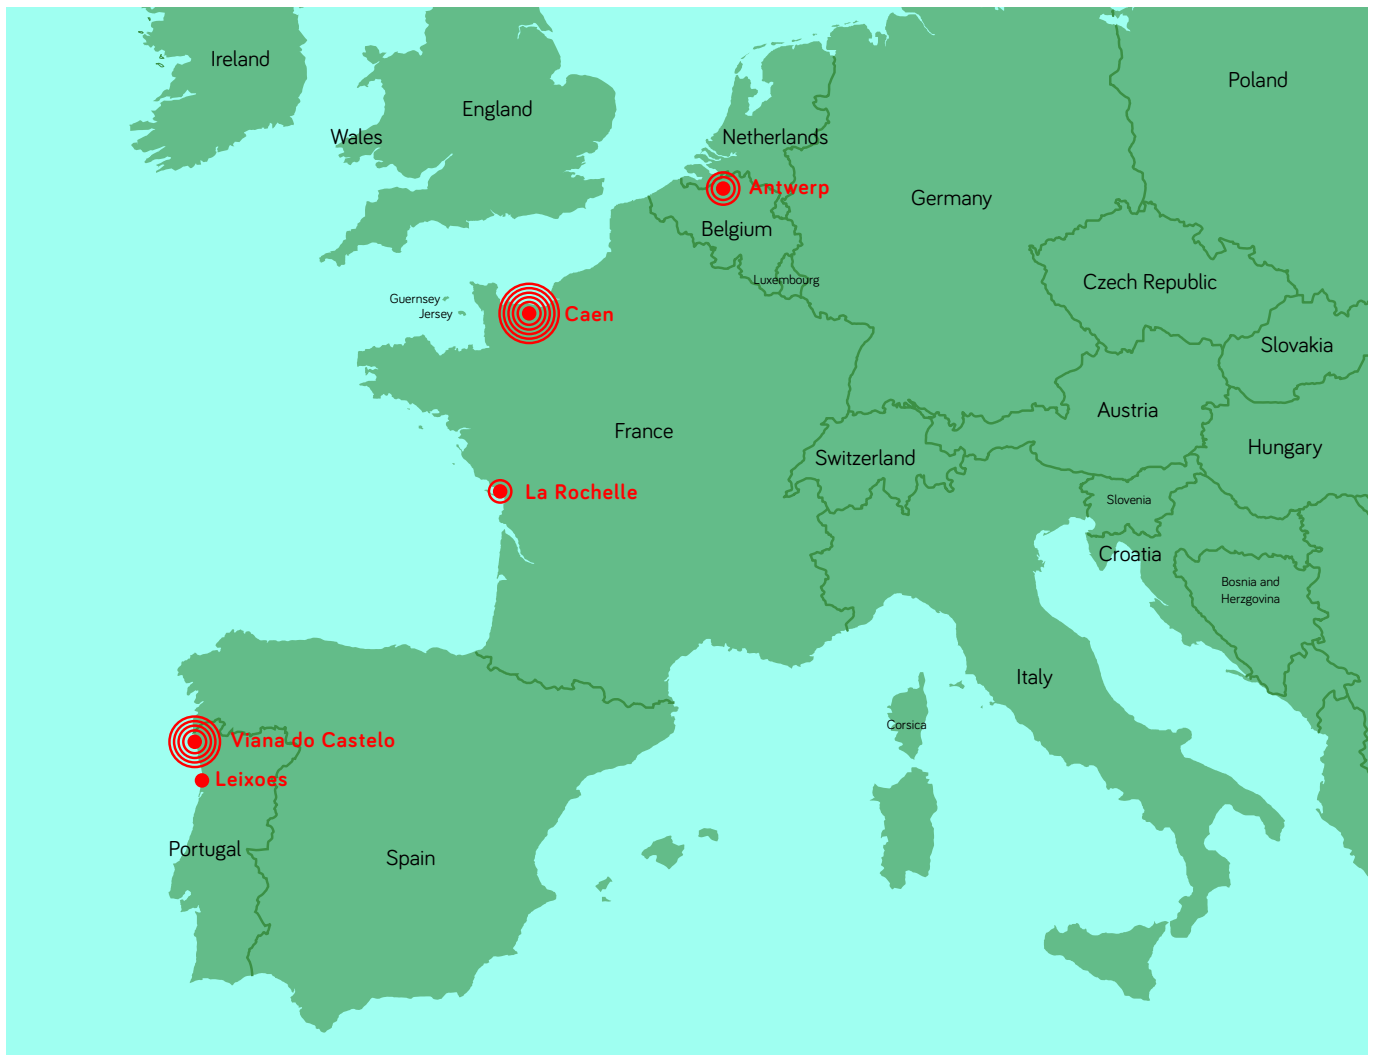 Ireland
Poland
England
Wales
Netherlands
Antwerp
Germany
Belgium
Luxembourg
Czech Republic
Guernsey
Jersey
Caen
Slovakia
Austria
France
Hungary
Switzerland
La Rochelle
Slovenia
Croatia
Bosnia and
Herzgovina
Italy
Corsica
Viana do Castelo
Leixoes
Portugal
Spain